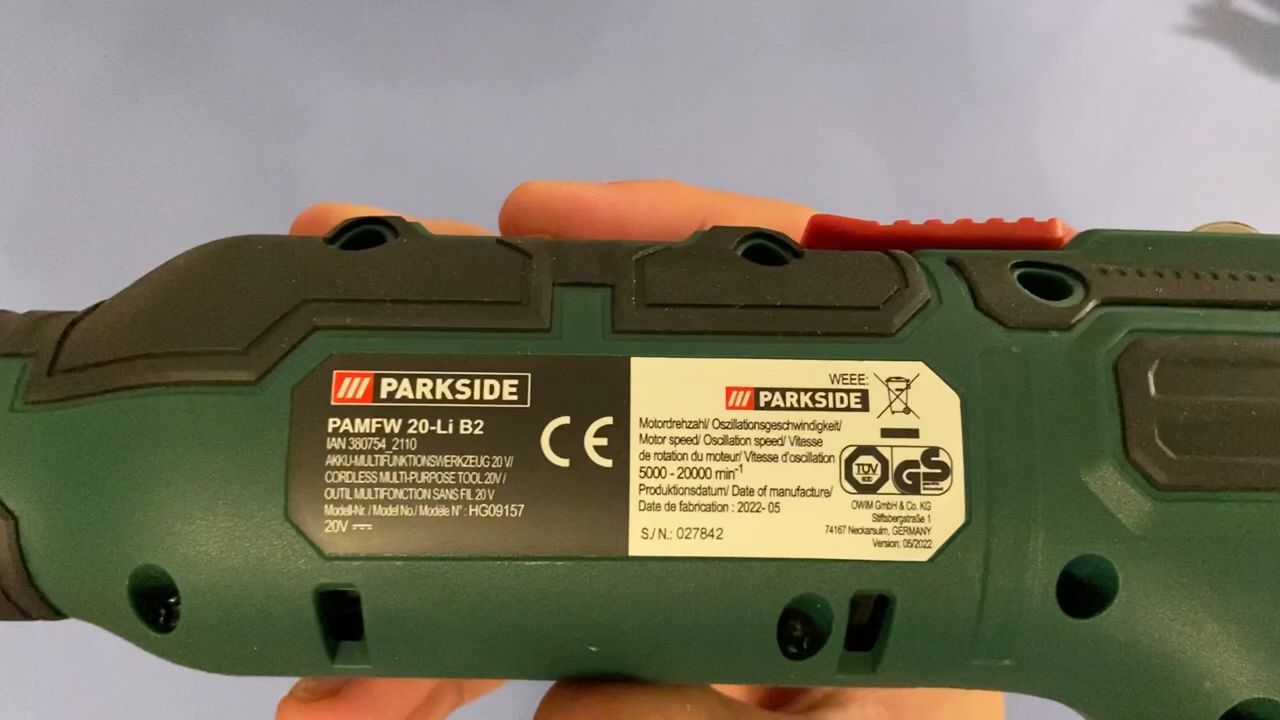 PARKSIDE
PAMFW 20-Li B2
IAN 380754_2110
AKKU-MULTIFUNKTIONSWERKZEUG 20 V/
CORDLESS MULTI-PURPOSE TOOL 20V /
OUTIL MULTIFONCTION SANS FIL 20 V
Modell-Nr. / Model No./ Modèle N° : HG09157
20V
CE
WEEE:
PARKSIDE
Motordrehzahl/ Oszillationsgeschwindigkeit/
Motor speed/ Oscillation speed/ Vitesse
de rotation du moteur/ Vitesse d'oscillation
5000 - 20000 min⁻¹
Produktionsdatum/ Date of manufacture/
Date de fabrication : 2022- 05
S./ N.: 027842
TÜV
GS
OWIM GmbH & Co. KG
Stiftsbergstraße 1
74167 Neckarsulm, GERMANY
Version: 05/2022